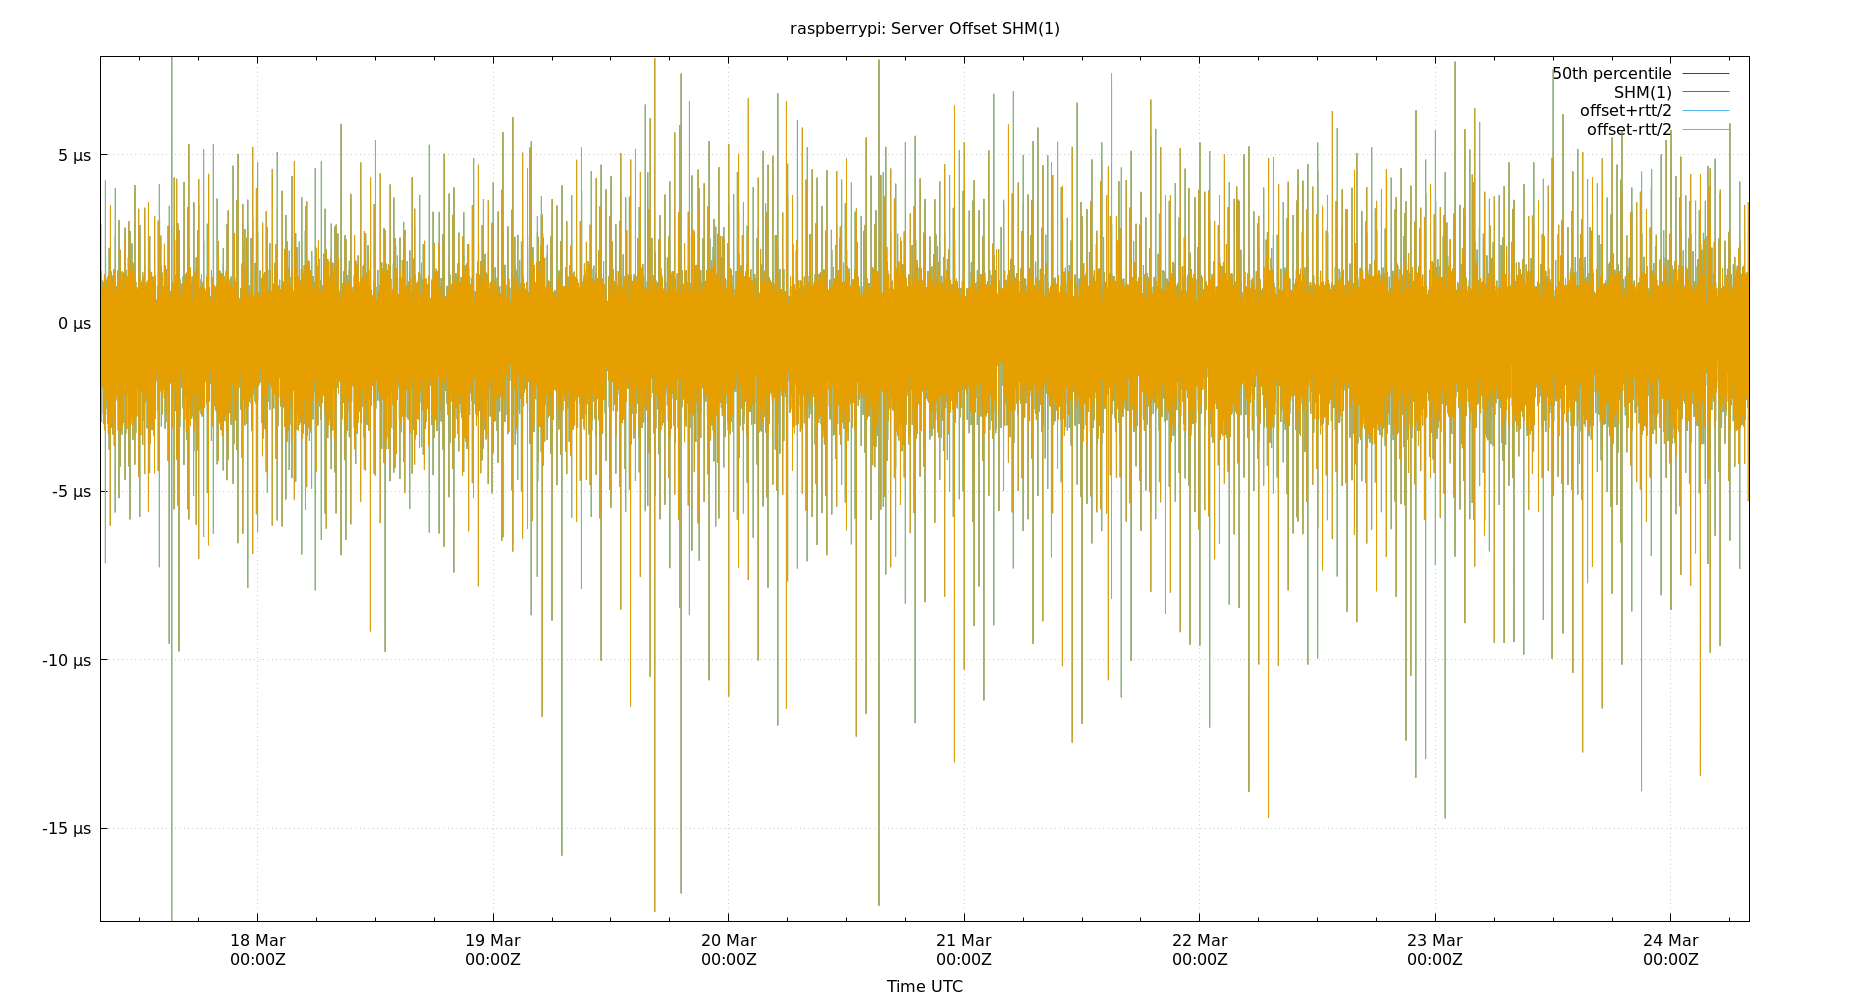 raspberrypi: Server Offset SHM(1)
50th percentile
SHM(1)
offset+rtt/2
offset-rtt/2
5 µs
0 µs
-5 µs
-10 µs
-15 µs
18 Mar 19 Mar 20 Mar 21 Mar 22 Mar 23 Mar 24 Mar
00:00Z 00:00Z 00:00Z 00:00Z 00:00Z 00:00Z 00:00Z
Time UTC